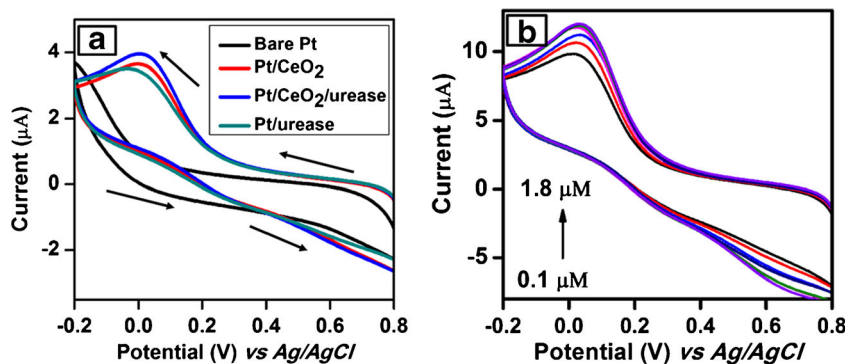 a
Bare Pt
Pt/CeO2
Pt/CeO2/urease
Pt/urease
Current (μA)
4
2
0
-2
-0.2 0.0 0.2 0.4 0.6 0.8
Potential (V) vs Ag/AgCl
b
Current (μA)
10
5
0
-5
1.8 μM
0.1 μM
-0.2 0.0 0.2 0.4 0.6 0.8
Potential (V) vs Ag/AgCl